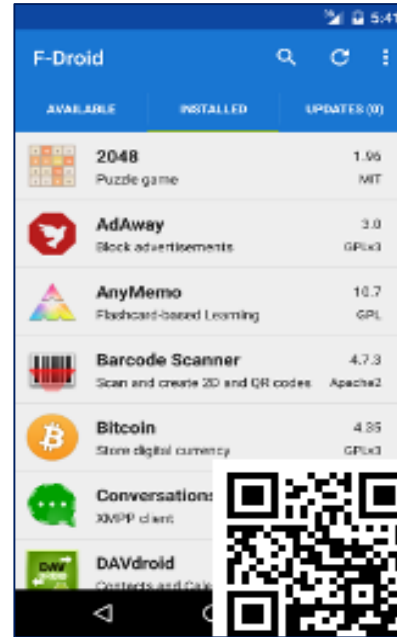 5:41
F-Droid
AVAILABLE INSTALLED UPDATES (0)
2048 1.96
Puzzle game MIT
AdAway 3.0
Block advertisements GPLv3
AnyMemo 10.7
Flashcard-based Learning GPL
Barcode Scanner 4.7.3
Scan and create 2D and QR codes Apache2
Bitcoin 4.35
Store digital currency GPLv3
Conversations
XMPP client
DAVdroid
Contacts and